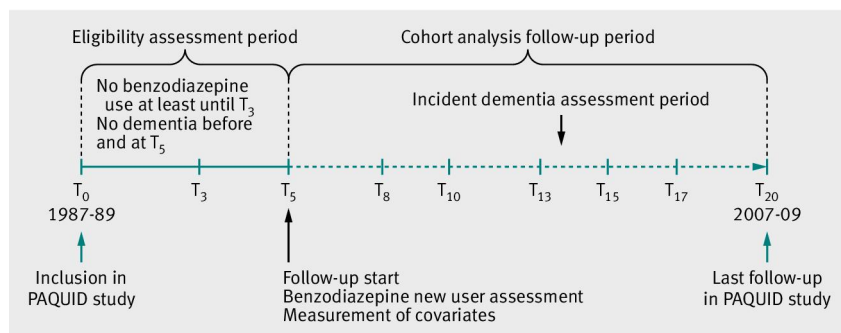 Eligibility assessment period
Cohort analysis follow-up period
No benzodiazepine
use at least until T3
No dementia before
and at T5
Incident dementia assessment period
T0
T3
T5
T8
T10
T13
T15
T17
T20
1987-89
2007-09
Inclusion in
PAQUID study
Follow-up start
Benzodiazepine new user assessment
Measurement of covariates
Last follow-up
in PAQUID study